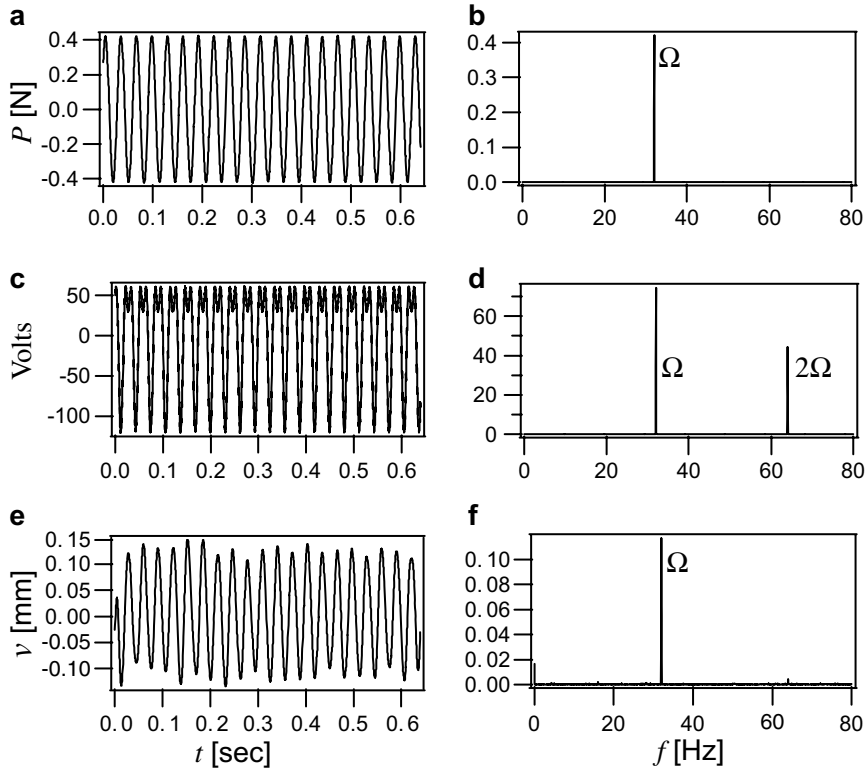 a
0.4
0.2
0.0
-0.2
-0.4
P [N]
0.0 0.1 0.2 0.3 0.4 0.5 0.6
b
0.4
0.3
0.2
0.1
0.0
Ω
0 20 40 60 80
c
50
0
-50
-100
Volts
0.0 0.1 0.2 0.3 0.4 0.5 0.6
d
60
40
20
0
Ω
2Ω
0 20 40 60 80
e
0.15
0.10
0.05
0.00
-0.05
-0.10
v [mm]
0.0 0.1 0.2 0.3 0.4 0.5 0.6
t [sec]
f
0.10
0.08
0.06
0.04
0.02
0.00
Ω
0 20 40 60 80
f [Hz]